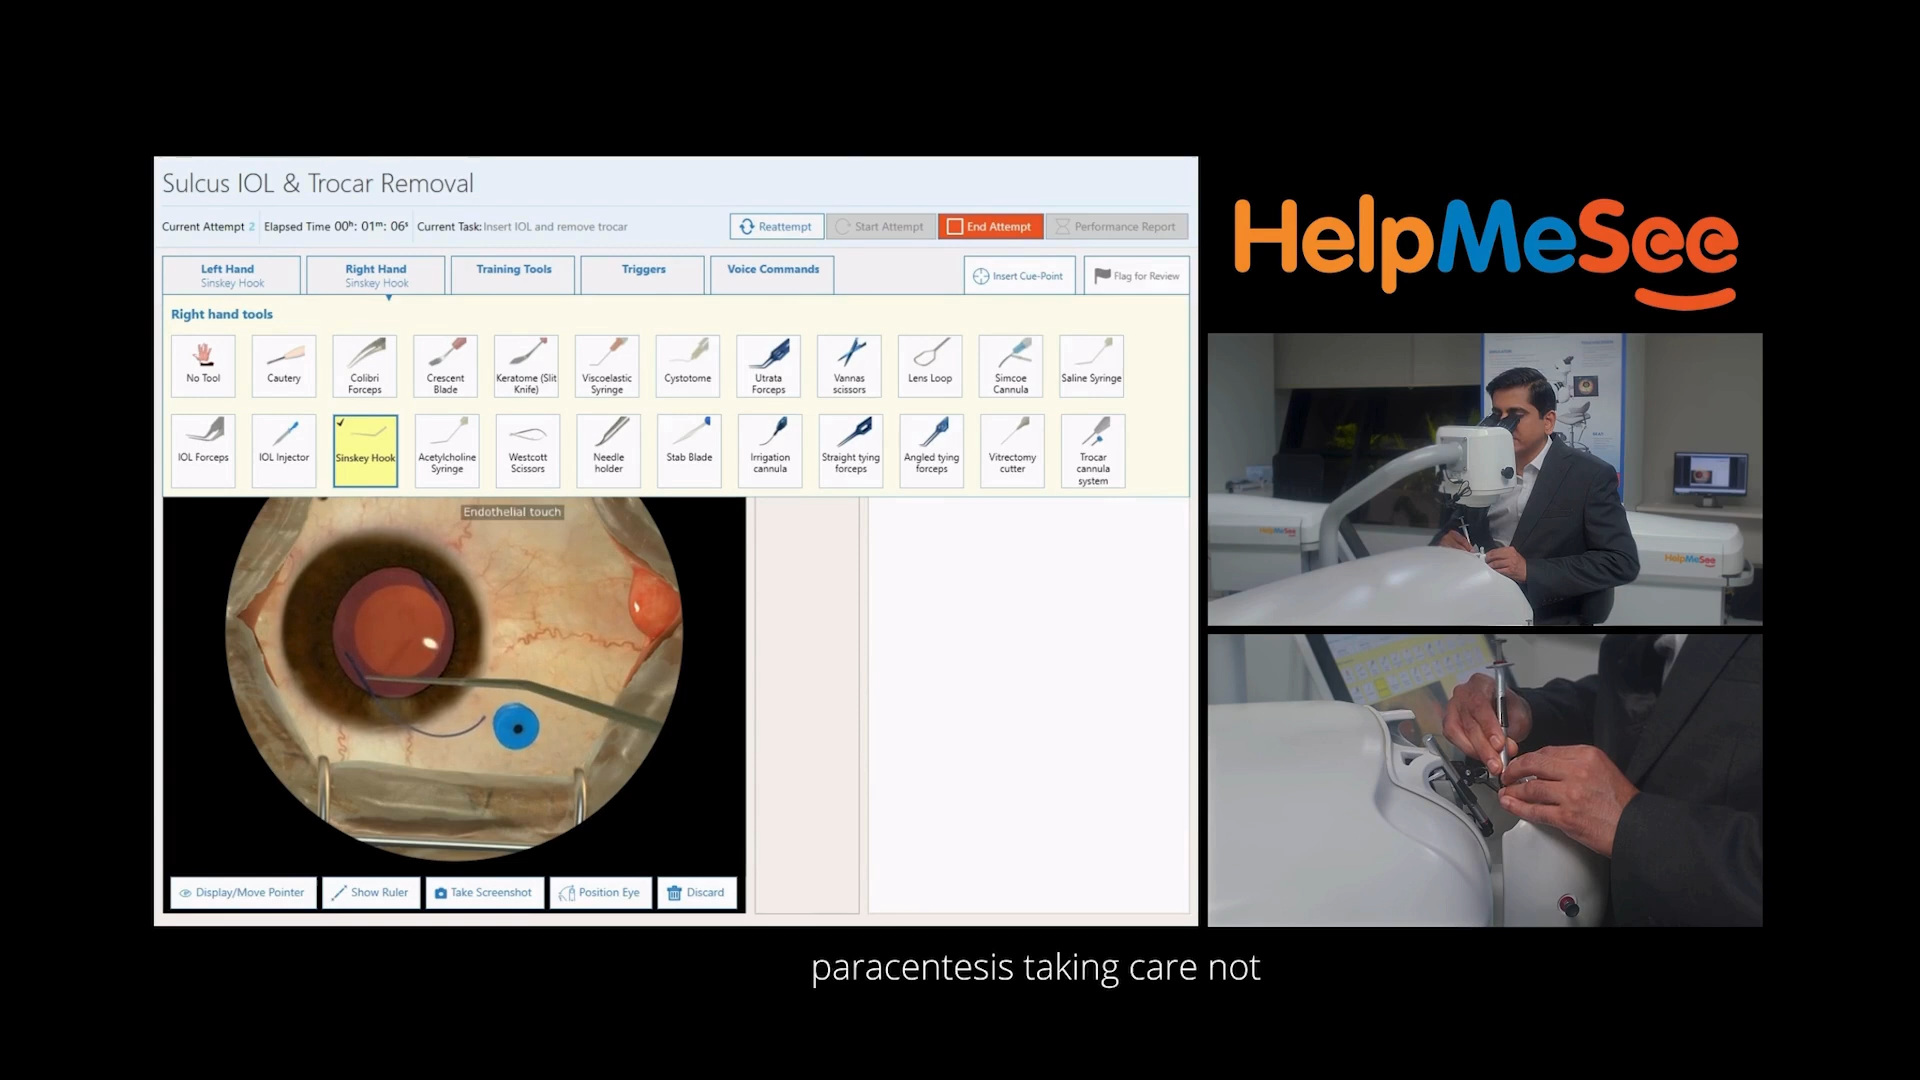 Sulcus IOL & Trocar Removal
Current Attempt 2 Elapsed Time 00ʰ: 01ᵐ: 06ˢ Current Task: Insert IOL and remove trocar
Reattempt
Start Attempt
End Attempt
Performance Report
Left Hand
Sinskey Hook
Right Hand
Sinskey Hook
Training Tools
Triggers
Voice Commands
Insert Cue-Point
Flag for Review
Right hand tools
No Tool
Cautery
Colibri
Forceps
Crescent
Blade
Keratome (Slit
Knife)
Viscoelastic
Syringe
Cystotome
Utrata
Forceps
Vannas
scissors
Lens Loop
Simcoe
Cannula
Saline Syringe
IOL Forceps
IOL Injector
Sinskey Hook
Acetylcholine
Syringe
Westcott
Scissors
Needle
holder
Stab Blade
Irrigation
cannula
Straight tying
forceps
Angled tying
forceps
Vitrectomy
cutter
Trocar
cannula
system
Endothelial touch
Display/Move Pointer
Show Ruler
Take Screenshot
Position Eye
Discard
HelpMeSee
HelpMeSee
HelpMeSee
paracentesis taking care not